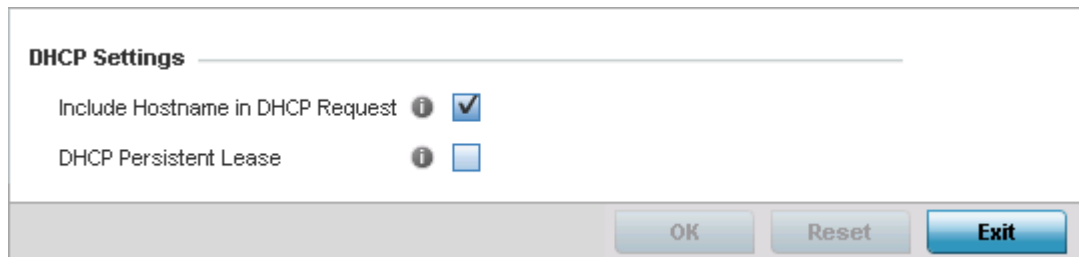 DHCP Settings
Include Hostname in DHCP Request
DHCP Persistent Lease
OK Reset Exit